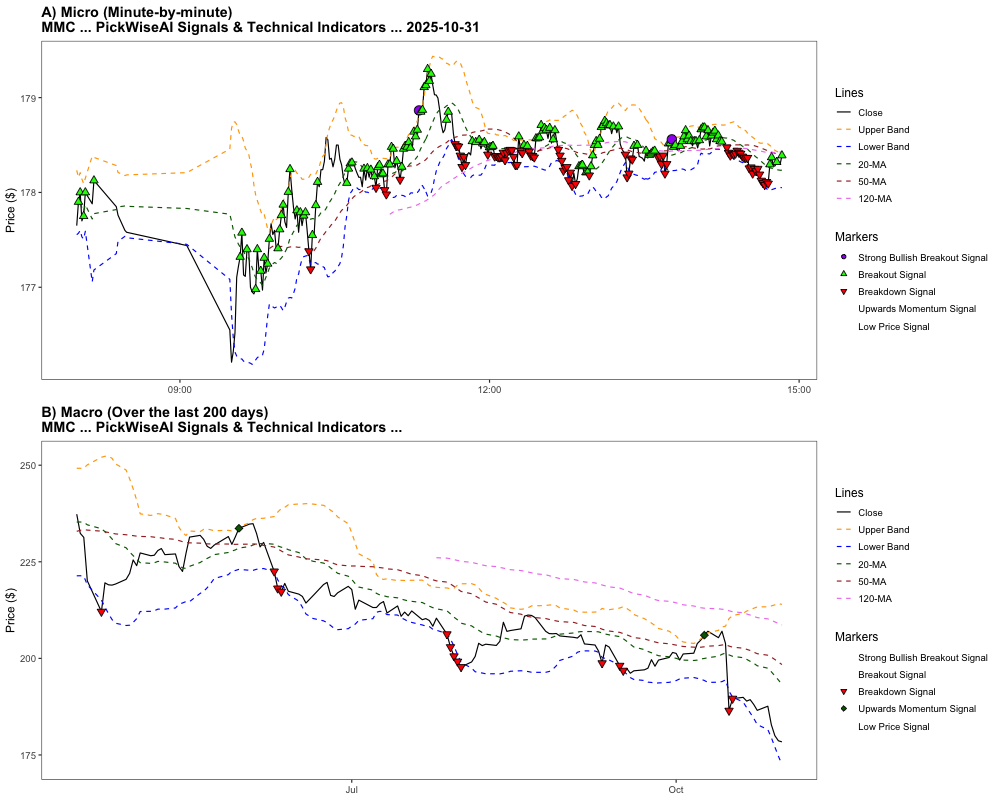 A) Micro (Minute-by-minute)
MMC ... PickWiseAI Signals & Technical Indicators ... 2025-10-31
Price ($)
179
178
177
09:00
12:00
15:00
Lines
Close
Upper Band
Lower Band
20-MA
50-MA
120-MA
Markers
Strong Bullish Breakout Signal
Breakout Signal
Breakdown Signal
Upwards Momentum Signal
Low Price Signal
B) Macro (Over the last 200 days)
MMC ... PickWiseAI Signals & Technical Indicators ...
Price ($)
250
225
200
175
Jul
Oct
Lines
Close
Upper Band
Lower Band
20-MA
50-MA
120-MA
Markers
Strong Bullish Breakout Signal
Breakout Signal
Breakdown Signal
Upwards Momentum Signal
Low Price Signal